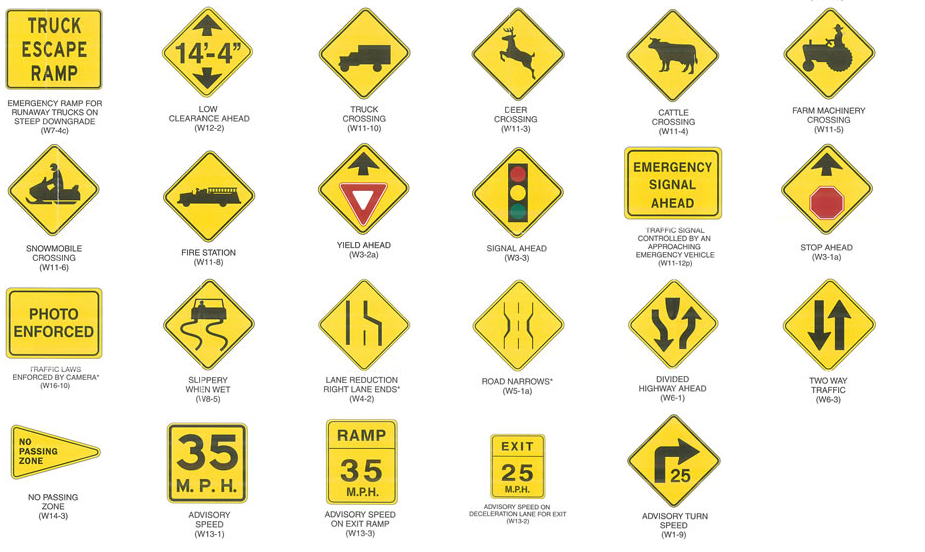 TRUCK
ESCAPE
RAMP
EMERGENCY RAMP FOR
RUNAWAY TRUCKS ON
STEEP DOWNGRADE
(W7-4c)
14'-4"
LOW
CLEARANCE AHEAD
(W12-2)
TRUCK
CROSSING
(W11-10)
DEER
CROSSING
(W11-3)
CATTLE
CROSSING
(W11-4)
FARM MACHINERY
CROSSING
(W11-5)
SNOWMOBILE
CROSSING
(W11-6)
FIRE STATION
(W11-8)
YIELD AHEAD
(W3-2a)
SIGNAL AHEAD
(W3-3)
EMERGENCY
SIGNAL
AHEAD
TRAFFIC SIGNAL
CONTROLLED BY AN
APPROACHING
EMERGENCY VEHICLE
(W11-12p)
STOP AHEAD
(W3-1a)
PHOTO
ENFORCED
TRAFFIC LAWS
ENFORCED BY CAMERA*
(W16-10)
SLIPPERY
WHEN WET
(W8-5)
LANE REDUCTION
RIGHT LANE ENDS*
(W4-2)
ROAD NARROWS*
(W5-1a)
DIVIDED
HIGHWAY AHEAD
(W6-1)
TWO WAY
TRAFFIC
(W6-3)
NO
PASSING
ZONE
NO PASSING
ZONE
(W14-3)
35
M. P. H.
ADVISORY
SPEED
(W13-1)
RAMP
35
M.P.H.
ADVISORY SPEED
ON EXIT RAMP
(W13-3)
EXIT
25
M.P.H.
ADVISORY SPEED ON
DECELERATION LANE FOR EXIT
(W13-2)
25
ADVISORY TURN
SPEED
(W1-9)